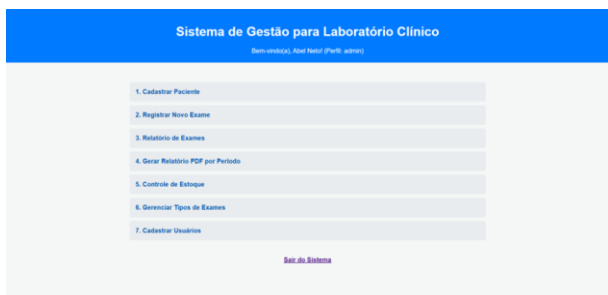 Sistema de Gestão para Laboratório Clínico
Bem-vindo(a), Abel Neto! (Perfil: admin)
1. Cadastrar Paciente
2. Registrar Novo Exame
3. Relatório de Exames
4. Gerar Relatório PDF por Período
5. Controle de Estoque
6. Gerenciar Tipos de Exames
7. Cadastrar Usuários
Sair do Sistema